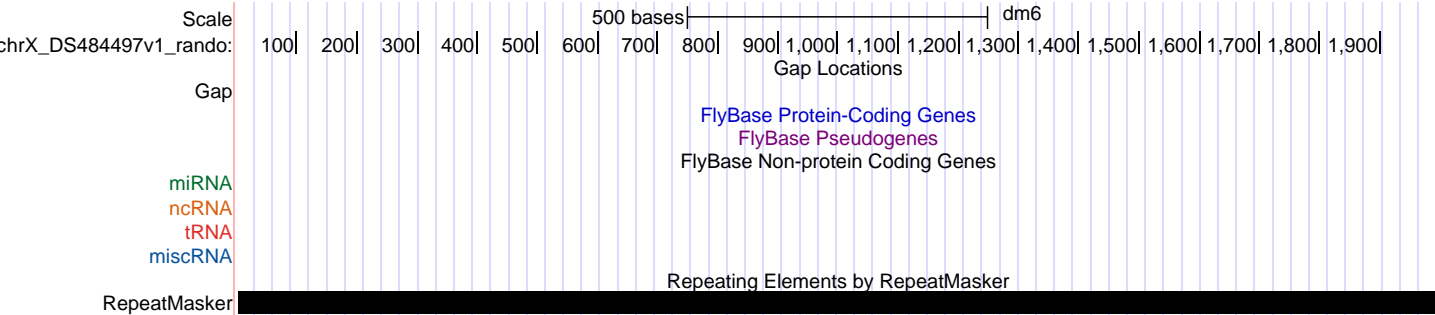 Scale 500 bases dm6
chrX_DS484497v1_rando: 100| 200| 300| 400| 500| 600| 700| 800| 900| 1,000| 1,100| 1,200| 1,300| 1,400| 1,500| 1,600| 1,700| 1,800| 1,900|
Gap Locations
Gap
FlyBase Protein-Coding Genes
FlyBase Pseudogenes
FlyBase Non-protein Coding Genes
miRNA
ncRNA
tRNA
miscRNA
Repeating Elements by RepeatMasker
RepeatMasker